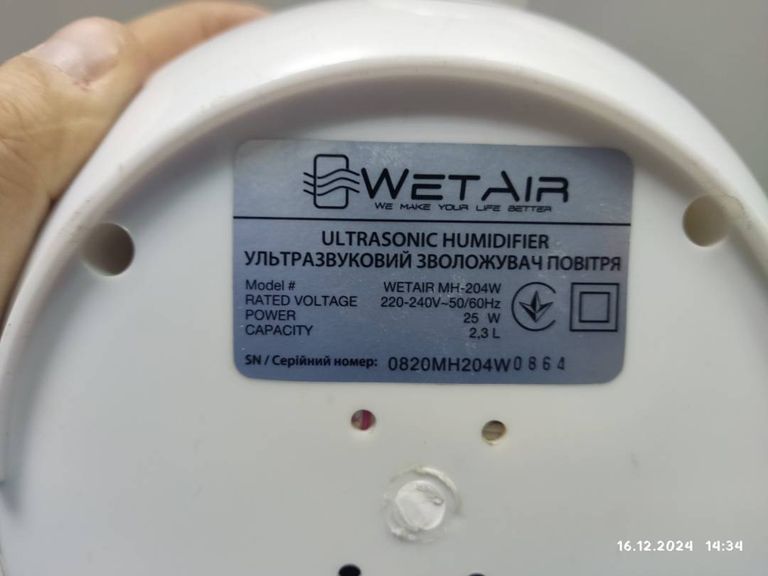 WETAIR
WE MAKE YOUR LIFE BETTER
ULTRASONIC HUMIDIFIER
УЛЬТРАЗВУКОВИЙ ЗВОЛОЖУВАЧ ПОВІТРЯ
Model # WETAIR MH-204W
RATED VOLTAGE 220-240V~50/60Hz
POWER 25 W
CAPACITY 2,3 L
SN / Серійний номер: 0820MH204W0864
16.12.2024 14:34